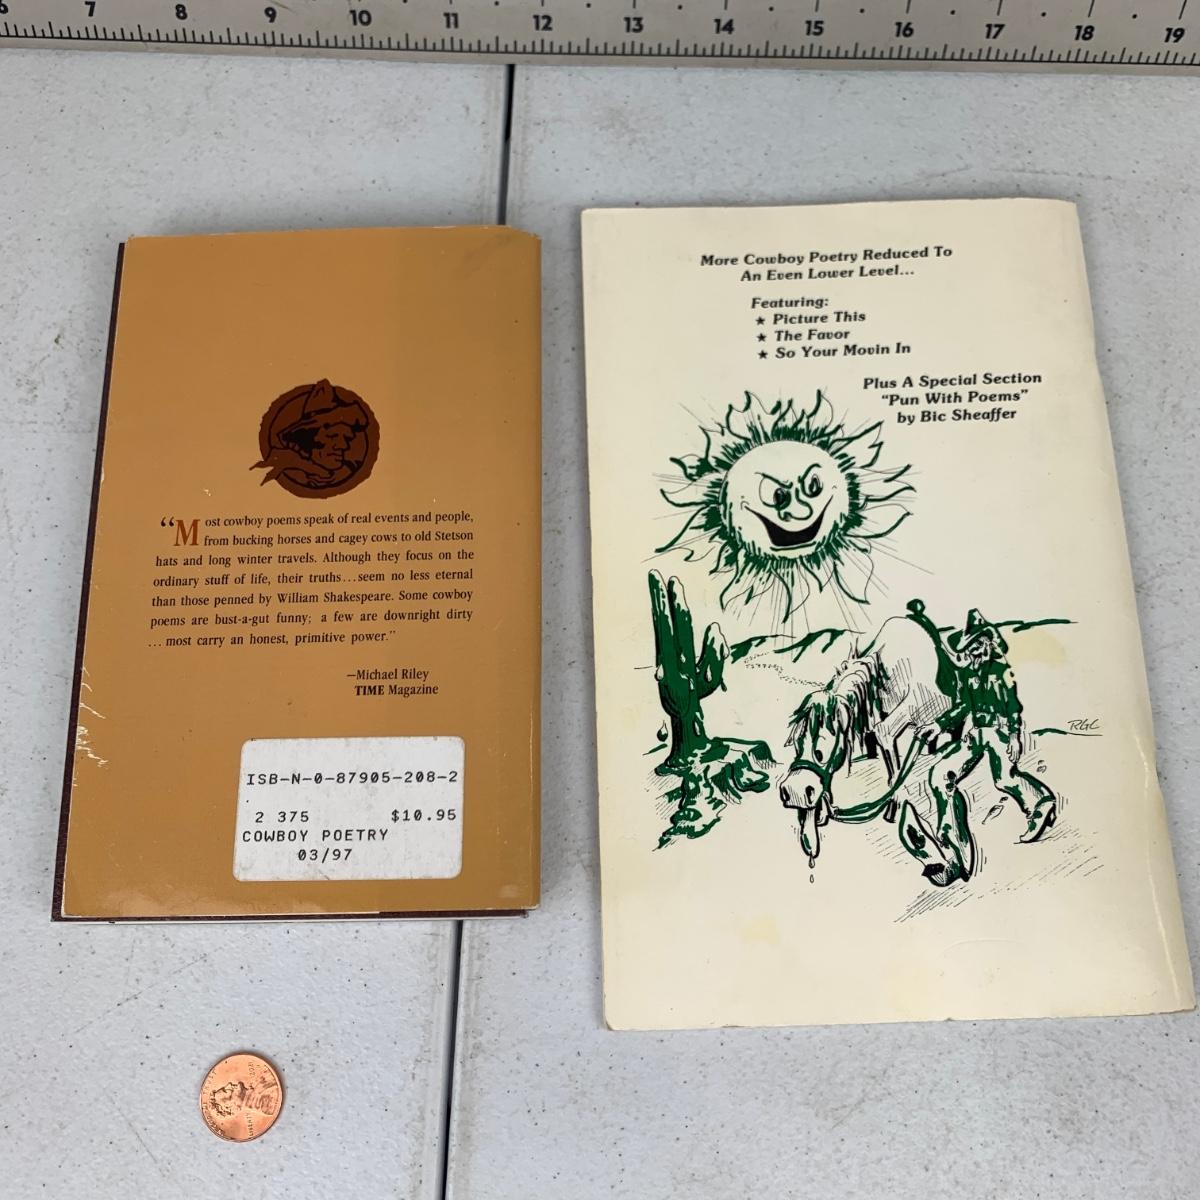 6 7 8 9 10 11 12 13 14 15 16 17 18 19
“Most cowboy poems speak of real events and people,
from bucking horses and cagey cows to old Stetson
hats and long winter travels. Although they focus on the
ordinary stuff of life, their truths...seem no less eternal
than those penned by William Shakespeare. Some cowboy
poems are bust-a-gut funny; a few are downright dirty
... most carry an honest, primitive power.”
—Michael Riley
TIME Magazine
ISB-N-0-87905-208-2
2 375 $10.95
COWBOY POETRY
03/97
More Cowboy Poetry Reduced To
An Even Lower Level...
Featuring:
★ Picture This
★ The Favor
★ So Your Movin In
Plus A Special Section
“Pun With Poems”
by Bic Sheaffer
RGC
LIBERTY